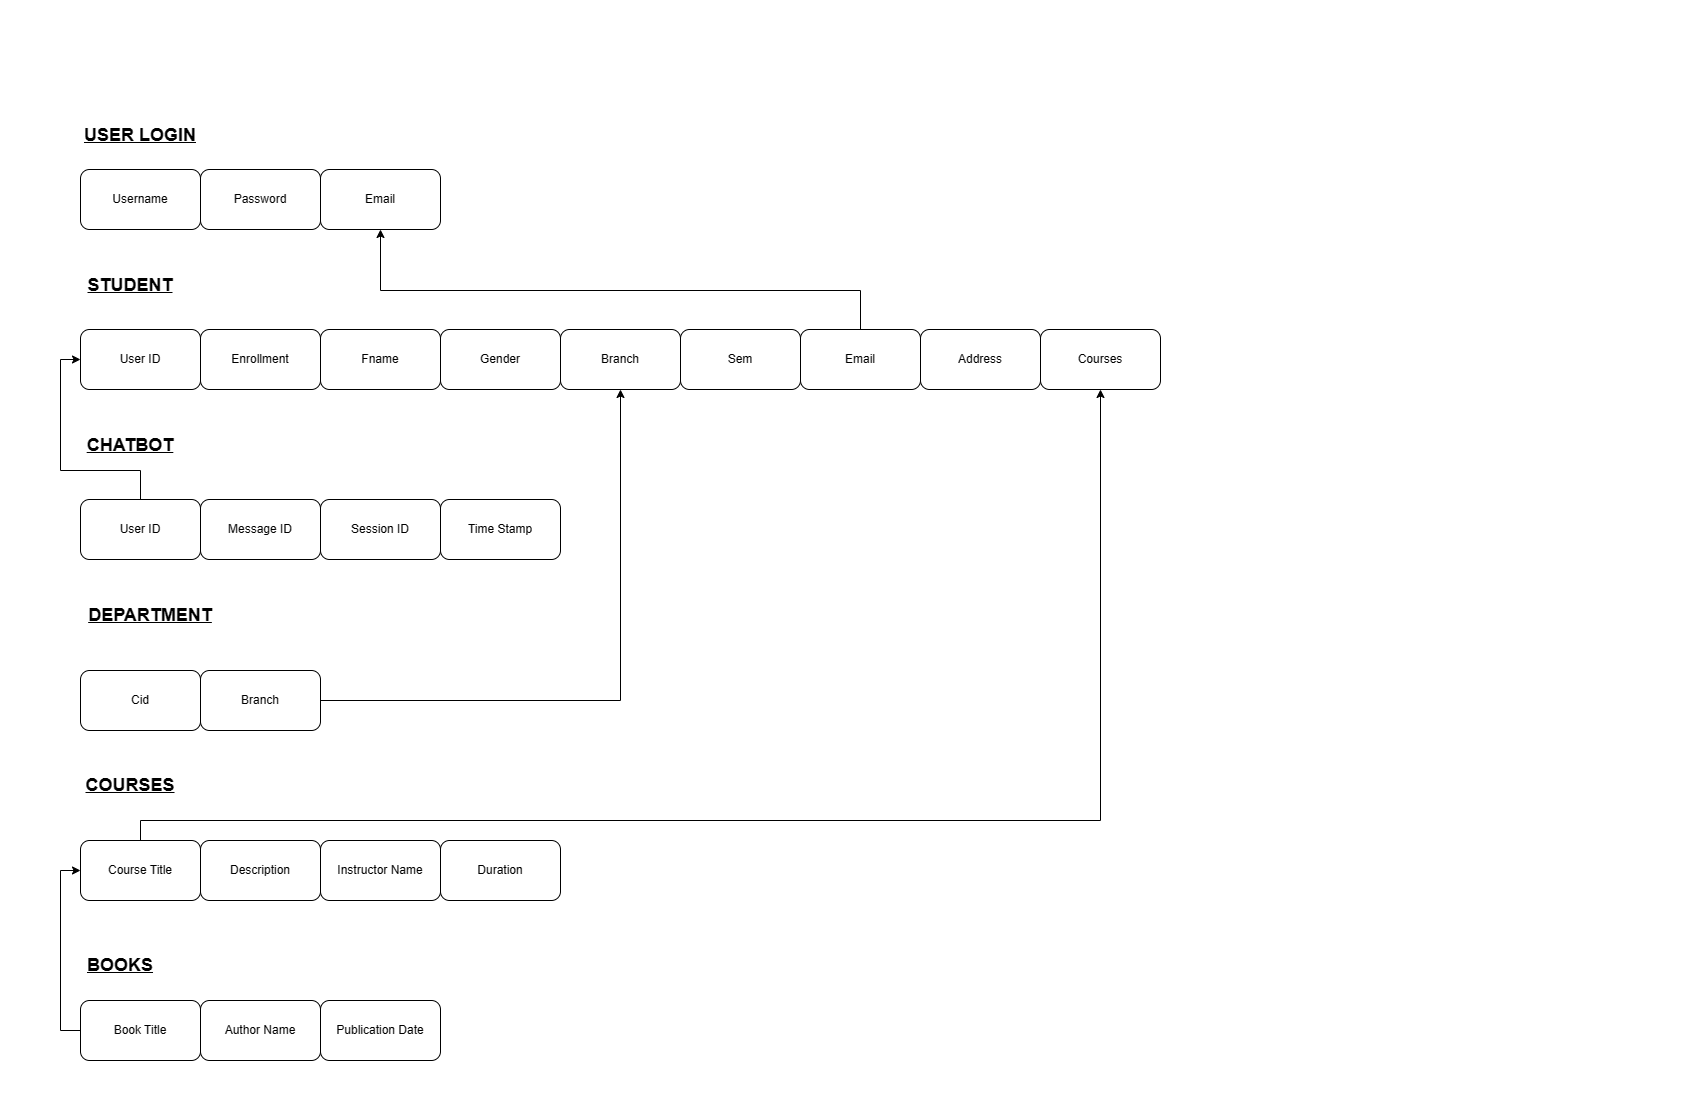 USER LOGIN
Username Password Email
STUDENT
User ID Enrollment Fname Gender Branch Sem Email Address Courses
CHATBOT
User ID Message ID Session ID Time Stamp
DEPARTMENT
Cid Branch
COURSES
Course Title Description Instructor Name Duration
BOOKS
Book Title Author Name Publication Date